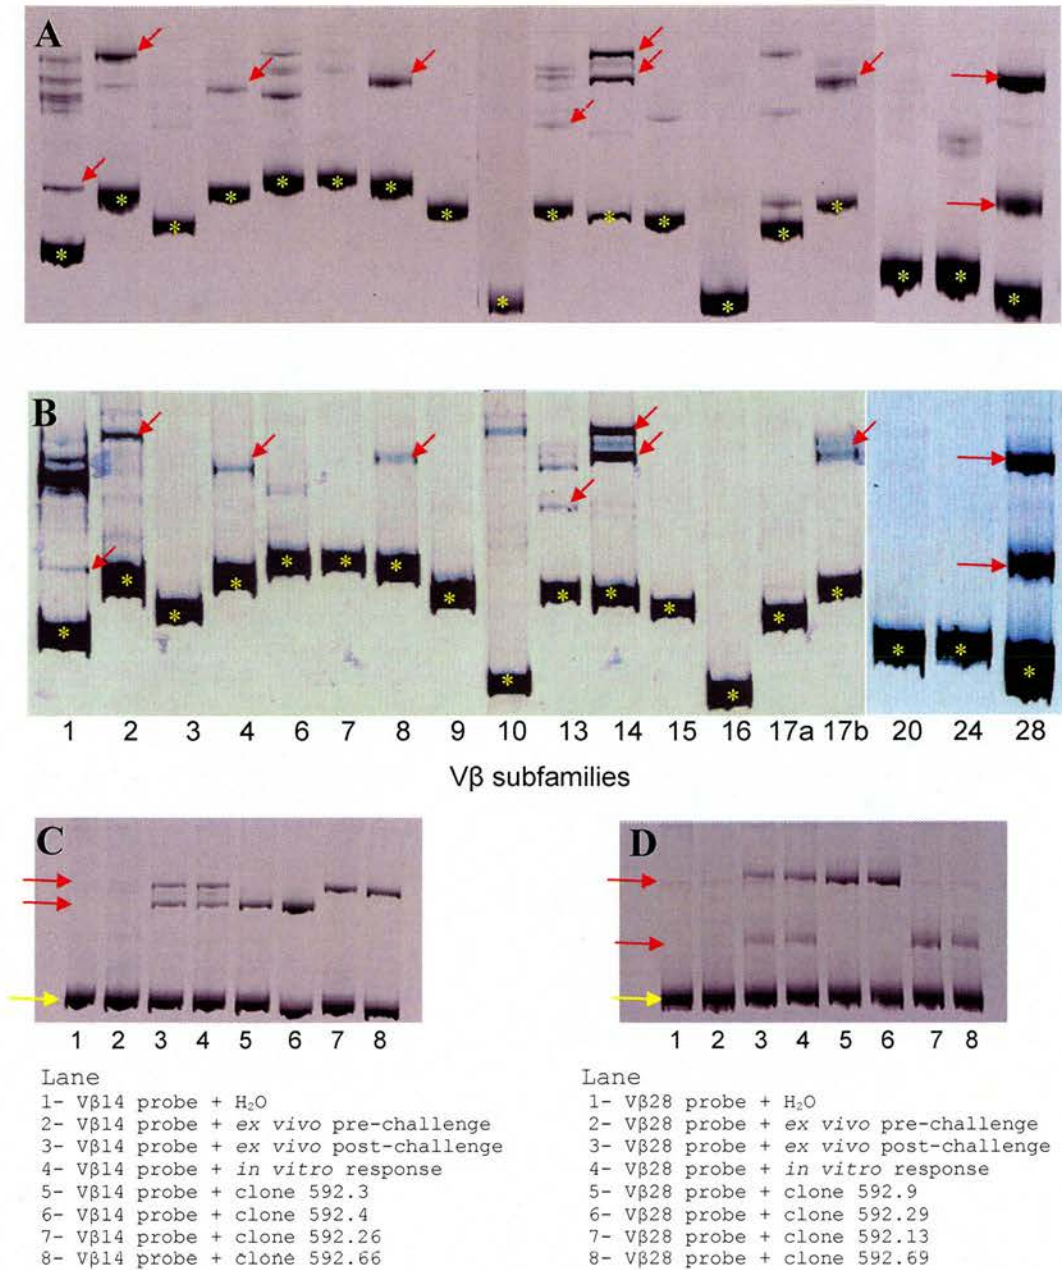 A
* * * * * * * * * * * * * * * * * *
B
* * * * * * * * * * * * * * * * * *
1 2 3 4 6 7 8 9 10 13 14 15 16 17a 17b 20 24 28
Vβ subfamilies
C
1 2 3 4 5 6 7 8
Lane
1- Vβ14 probe + H₂O
2- Vβ14 probe + ex vivo pre-challenge
3- Vβ14 probe + ex vivo post-challenge
4- Vβ14 probe + in vitro response
5- Vβ14 probe + clone 592.3
6- Vβ14 probe + clone 592.4
7- Vβ14 probe + clone 592.26
8- Vβ14 probe + clone 592.66
D
1 2 3 4 5 6 7 8
Lane
1- Vβ28 probe + H₂O
2- Vβ28 probe + ex vivo pre-challenge
3- Vβ28 probe + ex vivo post-challenge
4- Vβ28 probe + in vitro response
5- Vβ28 probe + clone 592.9
6- Vβ28 probe + clone 592.29
7- Vβ28 probe + clone 592.13
8- Vβ28 probe + clone 592.69